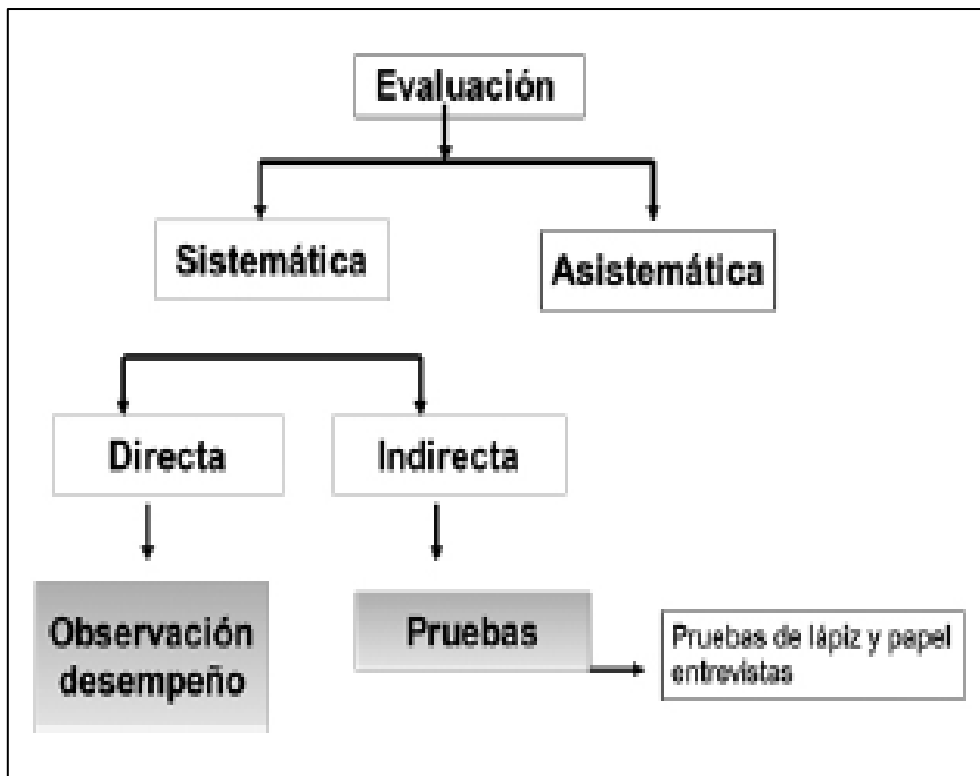 Evaluación
Sistemática
Asistemática
Directa
Indirecta
Observación
desempeño
Pruebas
Pruebas de lápiz y papel
entrevistas